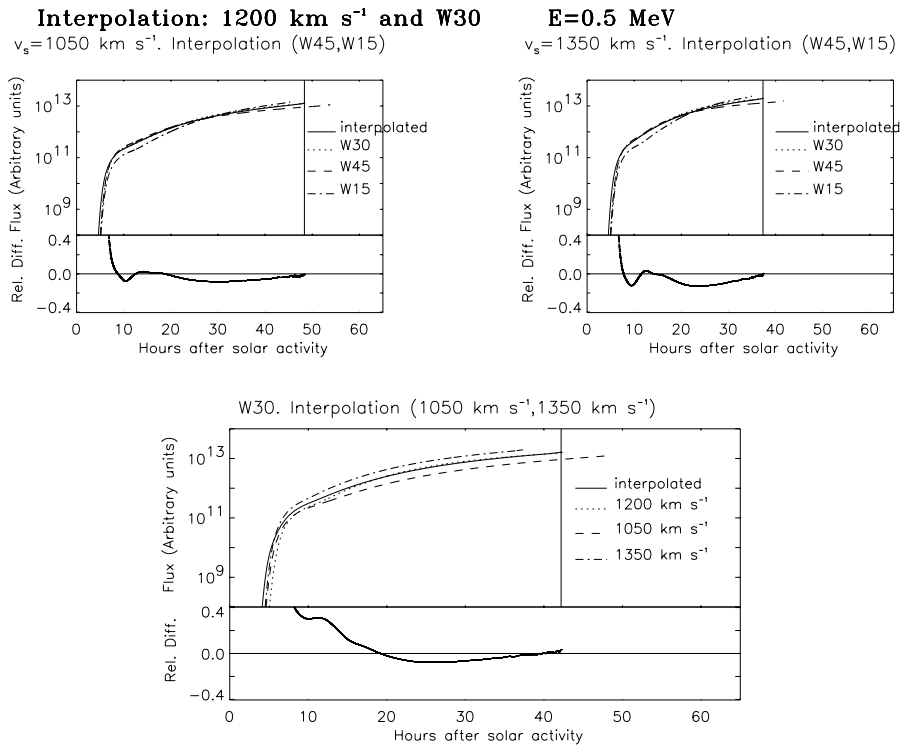 Interpolation: 1200 km s⁻¹ and W30 E=0.5 MeV
vₛ=1050 km s⁻¹. Interpolation (W45,W15)
Flux (Arbitrary units)
10¹³
10¹¹
10⁹
interpolated
W30
W45
W15
Rel. Diff.
0.4
0.0
−0.4
0 10 20 30 40 50 60
Hours after solar activity
vₛ=1350 km s⁻¹. Interpolation (W45,W15)
Flux (Arbitrary units)
10¹³
10¹¹
10⁹
interpolated
W30
W45
W15
Rel. Diff.
0.4
0.0
−0.4
0 10 20 30 40 50 60
Hours after solar activity
W30. Interpolation (1050 km s⁻¹,1350 km s⁻¹)
Flux (Arbitrary units)
10¹³
10¹¹
10⁹
interpolated
1200 km s⁻¹
1050 km s⁻¹
1350 km s⁻¹
Rel. Diff.
0.4
0.0
−0.4
0 10 20 30 40 50 60
Hours after solar activity